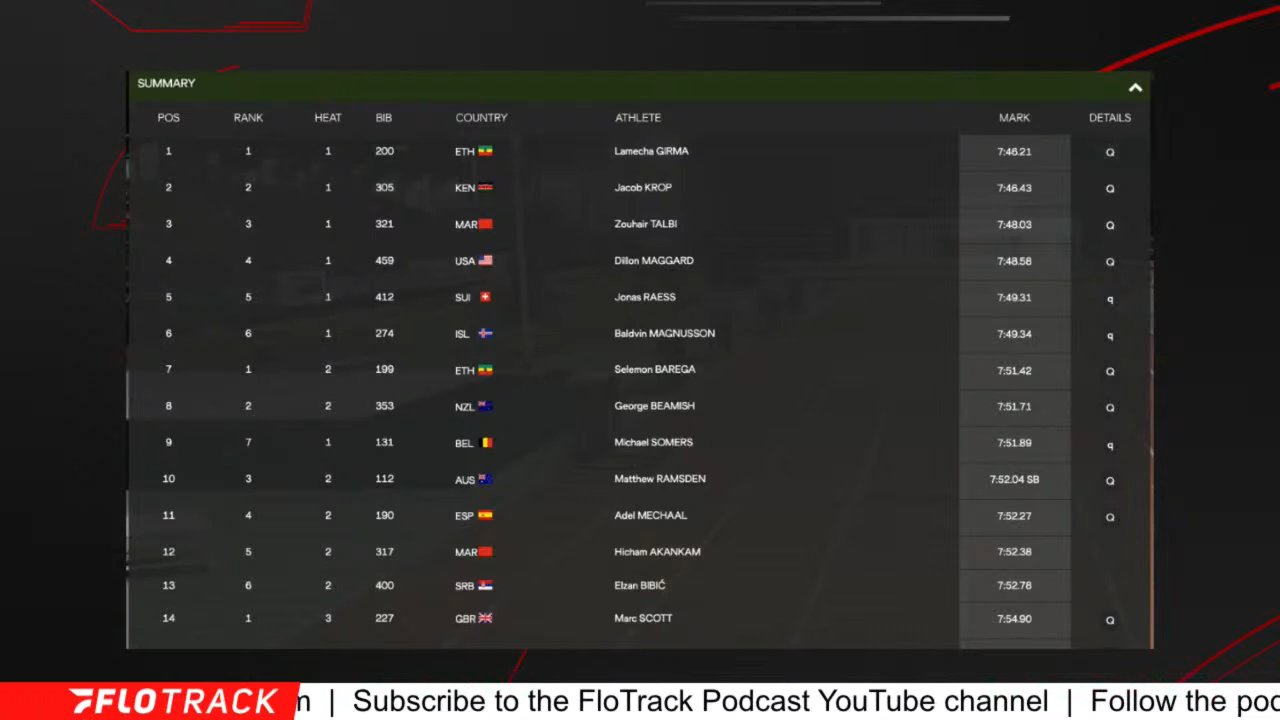 SUMMARY
POS RANK HEAT BIB COUNTRY ATHLETE MARK DETAILS
1 1 1 200 ETH Lamecha GIRMA 7:46.21 Q
2 2 1 305 KEN Jacob KROP 7:46.43 Q
3 3 1 321 MAR Zouhair TALBI 7:48.03 Q
4 4 1 459 USA Dillon MAGGARD 7:48.58 Q
5 5 1 412 SUI Jonas RAESS 7:49.31 q
6 6 1 274 ISL Baldvin MAGNUSSON 7:49.34 q
7 1 2 199 ETH Selemon BAREGA 7:51.42 Q
8 2 2 353 NZL George BEAMISH 7:51.71 Q
9 7 1 131 BEL Michael SOMERS 7:51.89 q
10 3 2 112 AUS Matthew RAMSDEN 7:52.04 SB Q
11 4 2 190 ESP Adel MECHAAL 7:52.27 Q
12 5 2 317 MAR Hicham AKANKAM 7:52.38
13 6 2 400 SRB Elzan BIBIĆ 7:52.78
14 1 3 227 GBR Marc SCOTT 7:54.90 Q
FLOTRACK m | Subscribe to the FloTrack Podcast YouTube channel | Follow the poc